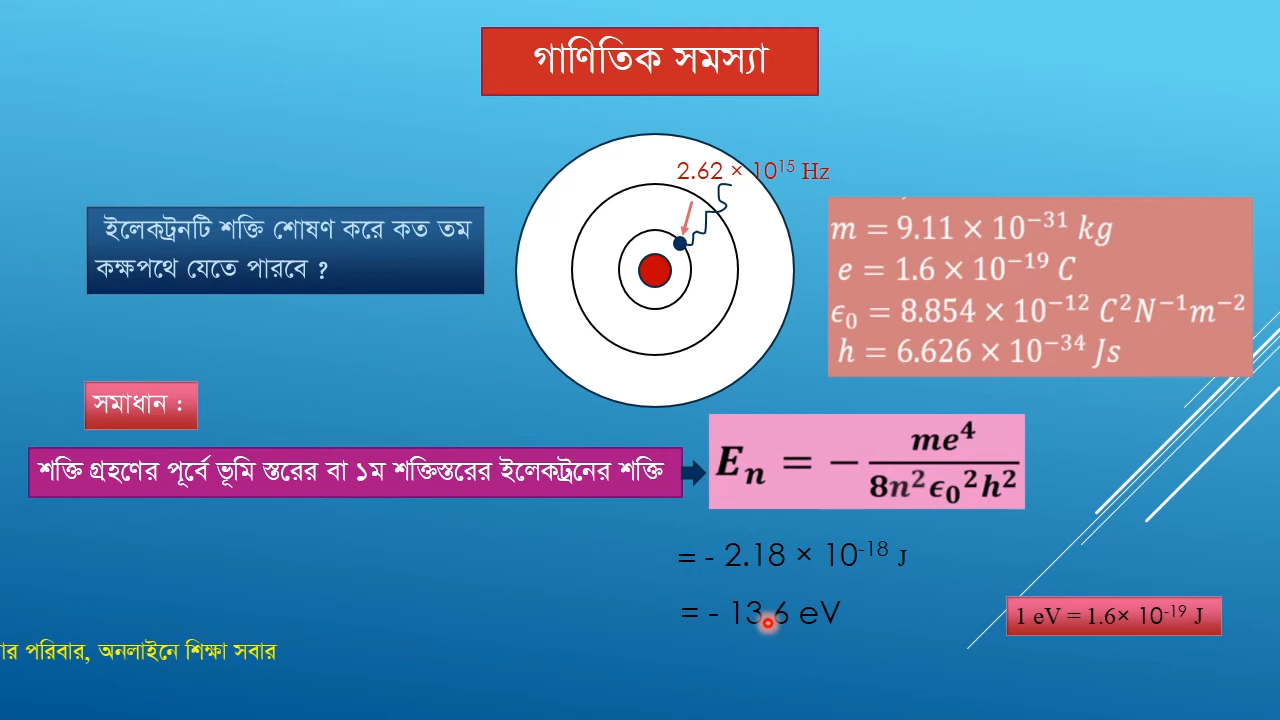 গাণিতিক সমস্যা
2.62 × 10¹⁵ Hz
ইলেকট্রনটি শক্তি শোষণ করে কত তম
কক্ষপথে যেতে পারবে ?
m = 9.11 × 10⁻³¹ kg
e = 1.6 × 10⁻¹⁹ C
ϵ₀ = 8.854 × 10⁻¹² C²N⁻¹m⁻²
h = 6.626 × 10⁻³⁴ Js
সমাধান :
শক্তি গ্রহণের পূর্বে ভূমি স্তরের বা ১ম শক্তিস্তরের ইলেকট্রনের শক্তি
Eₙ = − me⁴ / 8n²ϵ₀²h²
= - 2.18 × 10⁻¹⁸ J
= - 13.6 eV
1 eV = 1.6× 10⁻¹⁹ J
পরিবার, অনলাইনে শিক্ষা সবার